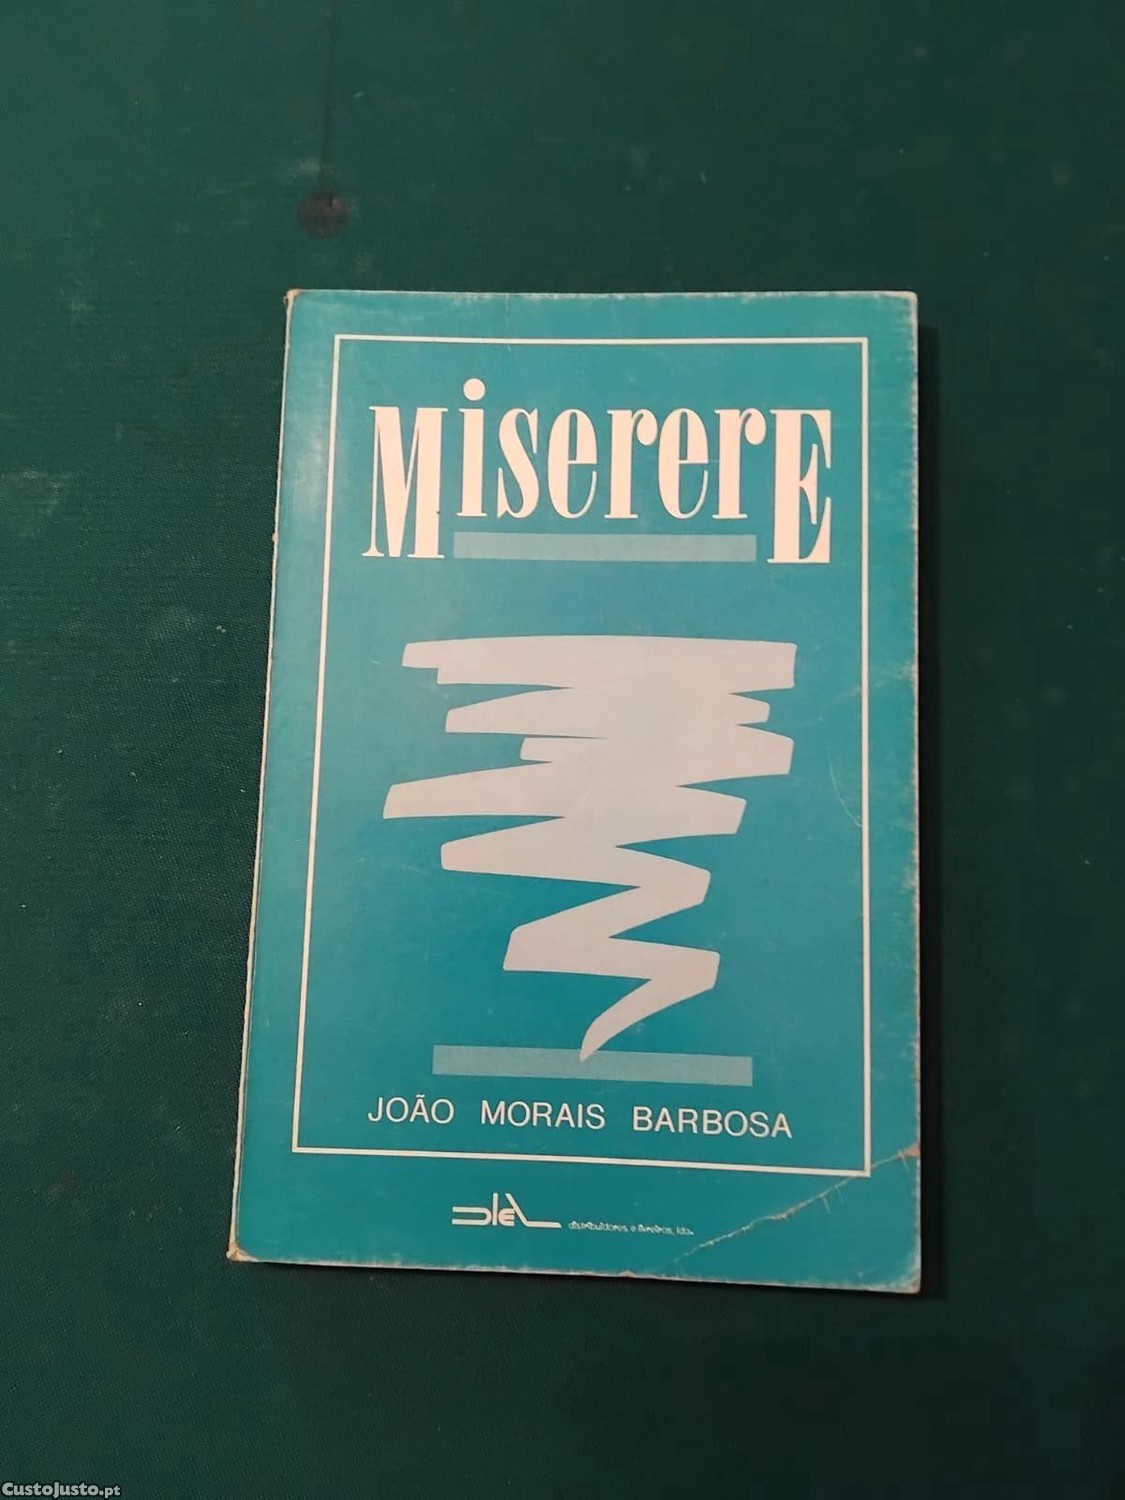 MisererE
JOÃO MORAIS BARBOSA
distribuidores e livreiros, lda.
CustoJusto.pt